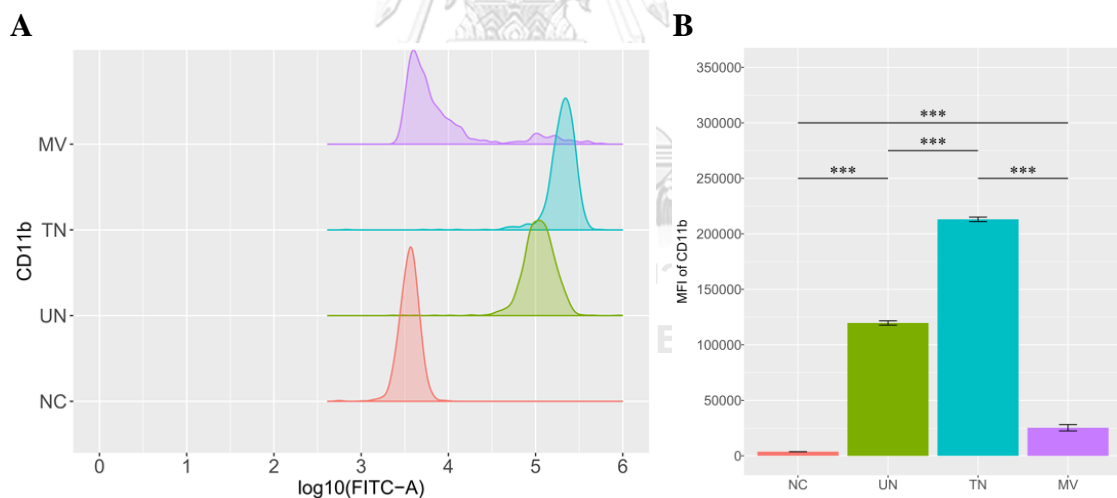 A
MV
TN
UN
NC
CD11b
0 1 2 3 4 5 6
log10(FITC-A)
B
350000
300000
250000
200000
150000
100000
50000
0
MFI of CD11b
***
***
*** ***
NC UN TN MV